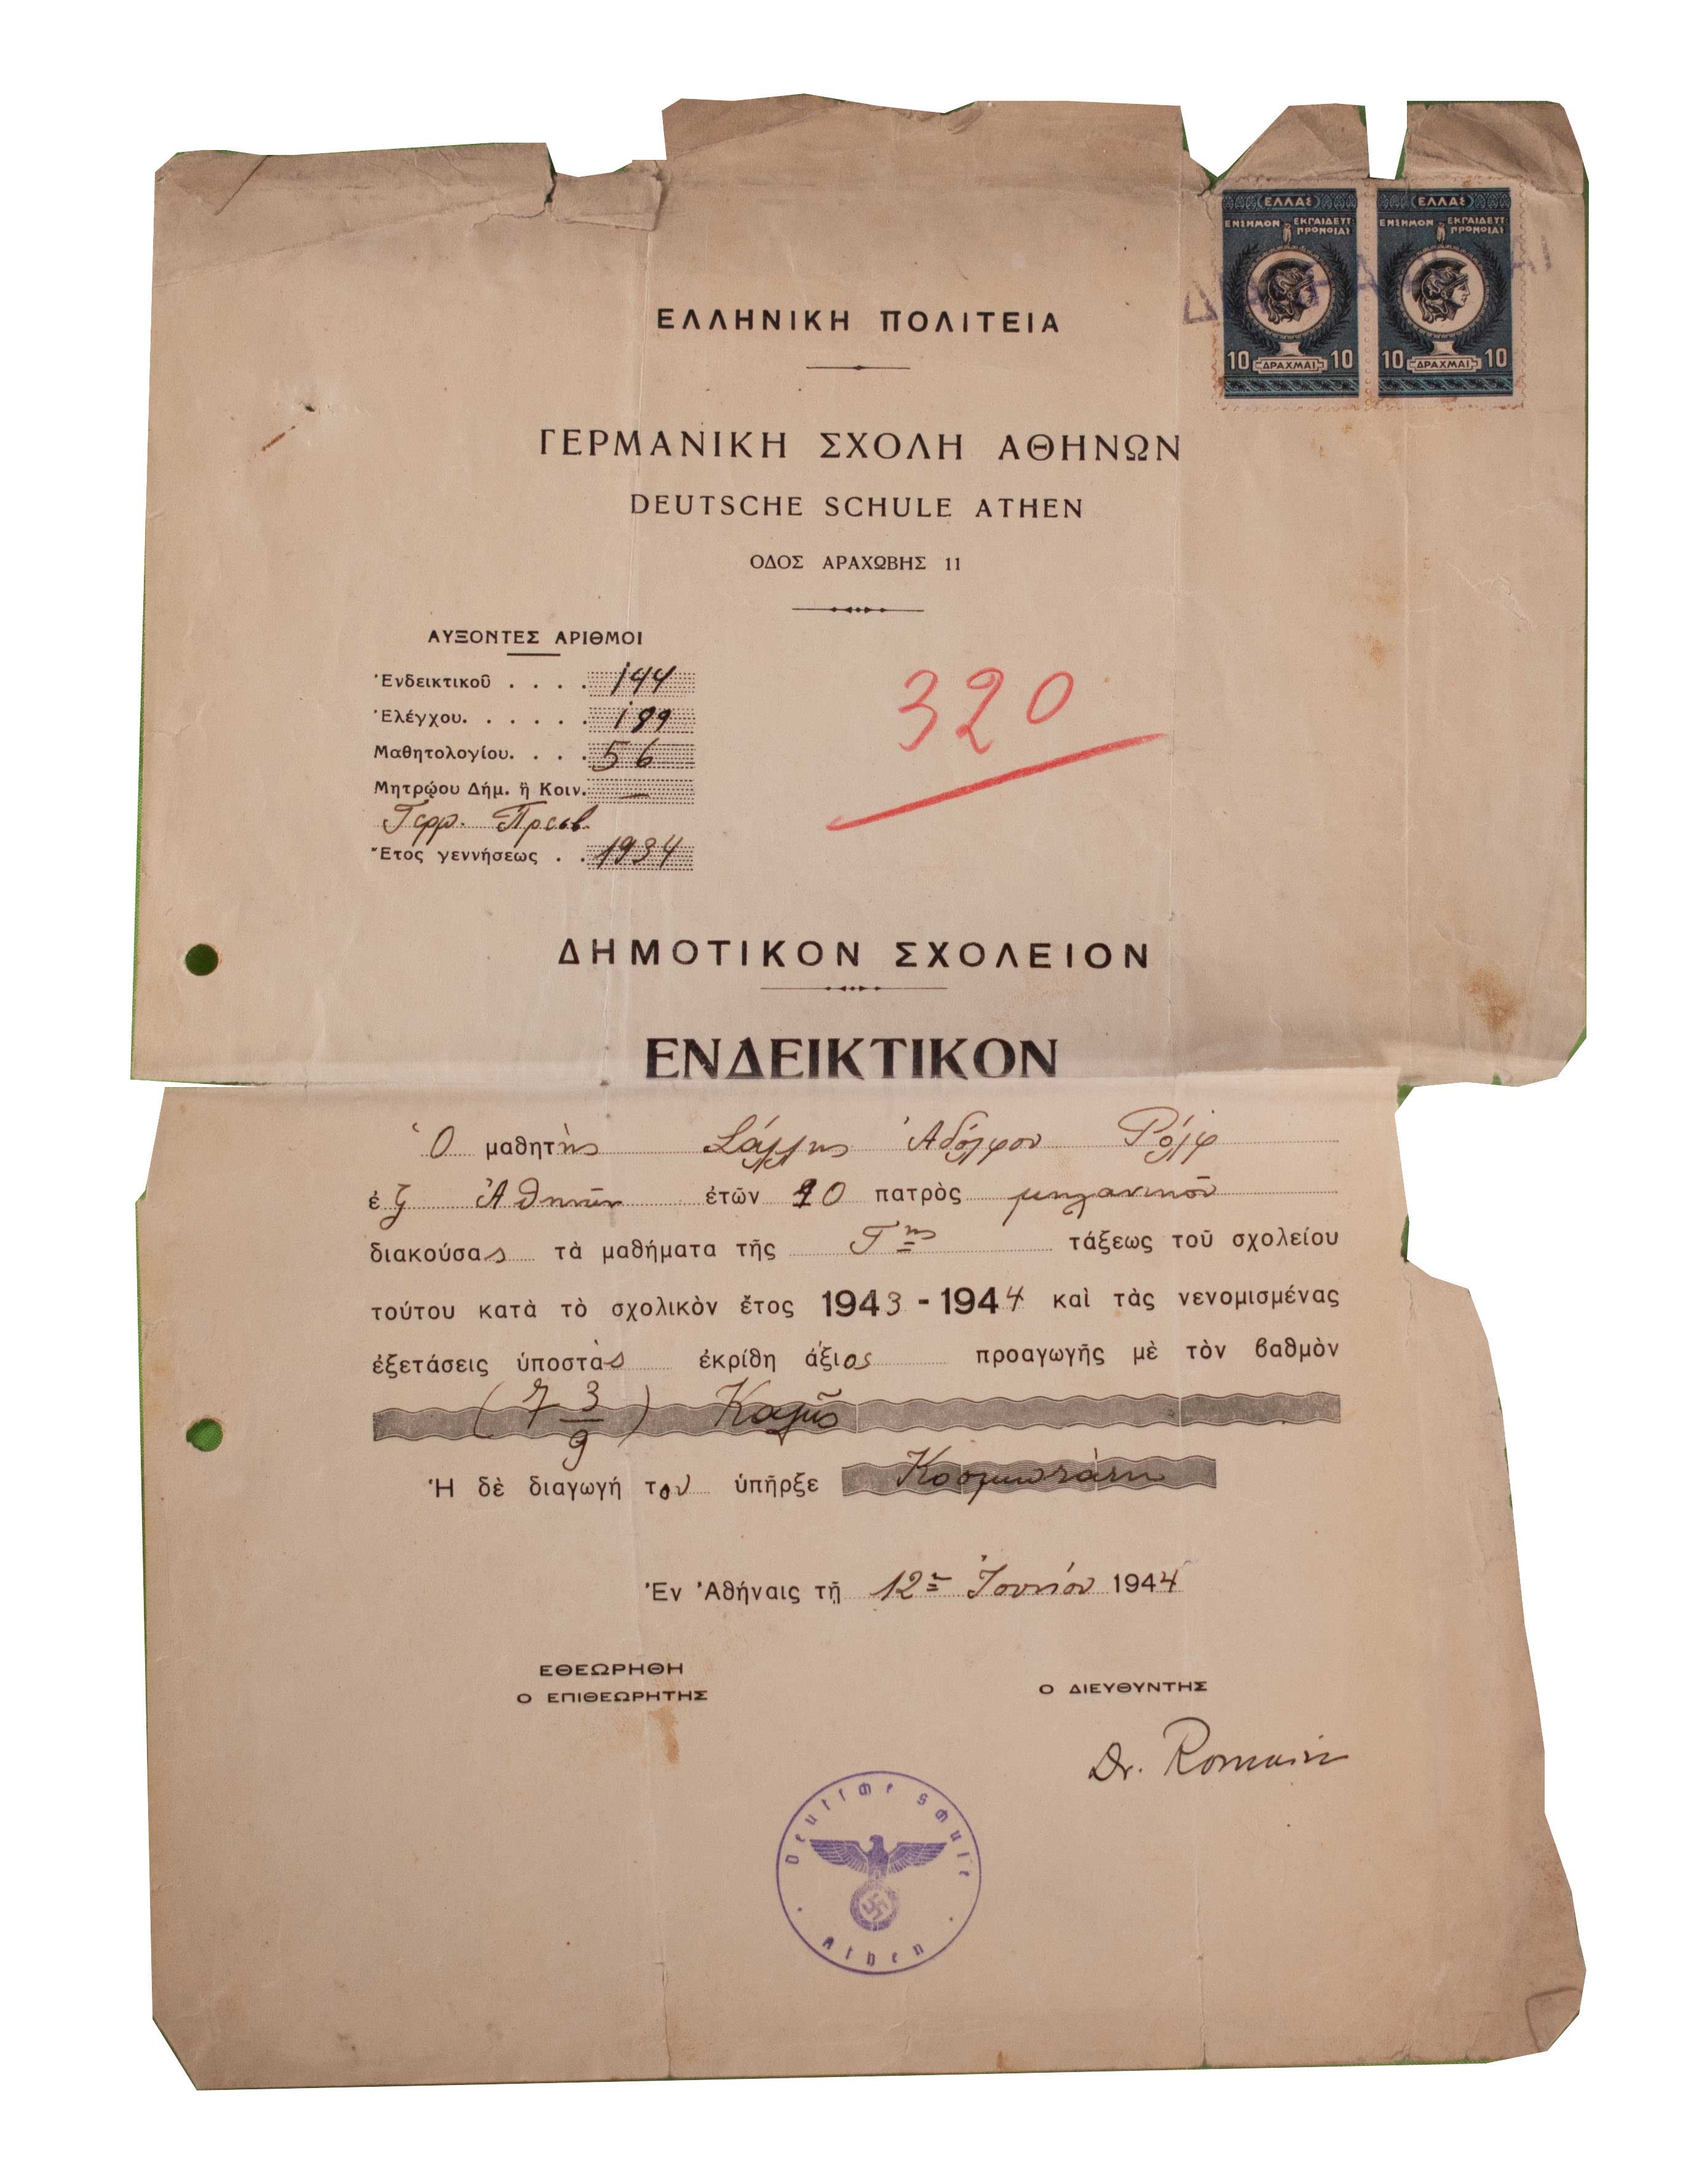 ΕΛΛΑΣ ΕΛΛΑΣ
ΕΝΣΗΜΟΝ ΕΚΠΑΙΔΕΥΤ. ΠΡΟΝΟΙΑΣ ΕΝΣΗΜΟΝ ΕΚΠΑΙΔΕΥΤ. ΠΡΟΝΟΙΑΣ
10 ΔΡΑΧΜΑΙ 10 10 ΔΡΑΧΜΑΙ 10
ΕΛΛΗΝΙΚΗ ΠΟΛΙΤΕΙΑ
ΓΕΡΜΑΝΙΚΗ ΣΧΟΛΗ ΑΘΗΝΩΝ
DEUTSCHE SCHULE ATHEN
ΟΔΟΣ ΑΡΑΧΩΒΗΣ 11
ΑΥΞΟΝΤΕΣ ΑΡΙΘΜΟΙ
Ἐνδεικτικοῦ . . . . 144
Ἐλέγχου. . . . . . 199
Μαθητολογίου. . . . 56
Μητρῴου Δήμ. ἢ Κοιν. —
Γερμ. Πρεσβ.
Ἔτος γεννήσεως . . 1934
320
ΔΗΜΟΤΙΚΟΝ ΣΧΟΛΕΙΟΝ
ΕΝΔΕΙΚΤΙΚΟΝ
Ὁ μαθητὴς Σάλλης Ἀδόλφου Ρόλφ
ἐξ Ἀθηνῶν ἐτῶν 10 πατρὸς μηχανικοῦ
διακούσας τὰ μαθήματα τῆς Γης τάξεως τοῦ σχολείου
τούτου κατὰ τὸ σχολικὸν ἔτος 1943 - 1944 καὶ τὰς νενομισμένας
ἐξετάσεις ὑποστὰς ἐκρίθη ἄξιος προαγωγῆς μὲ τὸν βαθμὸν
(7 3/9) Καλῶς
Ἡ δὲ διαγωγή του ὑπῆρξε Κοσμιωτάτη
Ἐν Ἀθήναις τῇ 12ῃ Ἰουνίου 1944
ΕΘΕΩΡΗΘΗ
Ο ΕΠΙΘΕΩΡΗΤΗΣ
Ο ΔΙΕΥΘΥΝΤΗΣ
Dr. Romain
Deutsche Schule
Athen